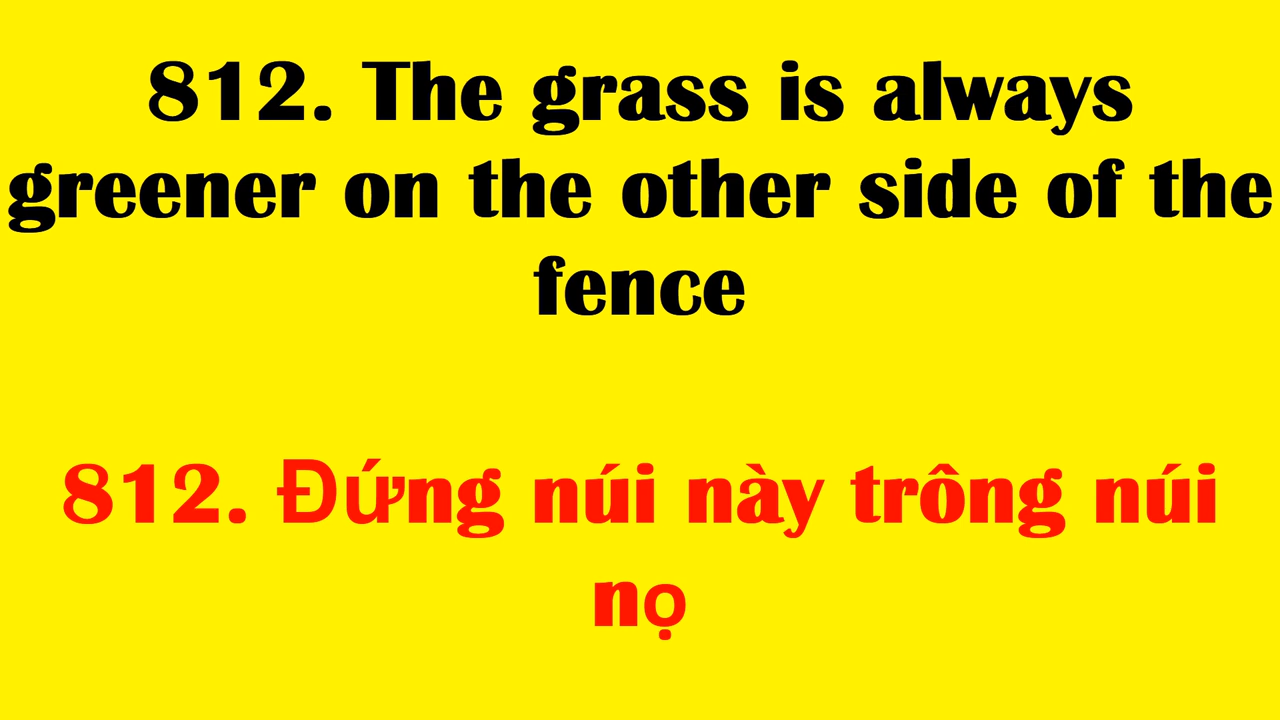 812. The grass is always
greener on the other side of the
fence
812. Đứng núi này trông núi
nọ